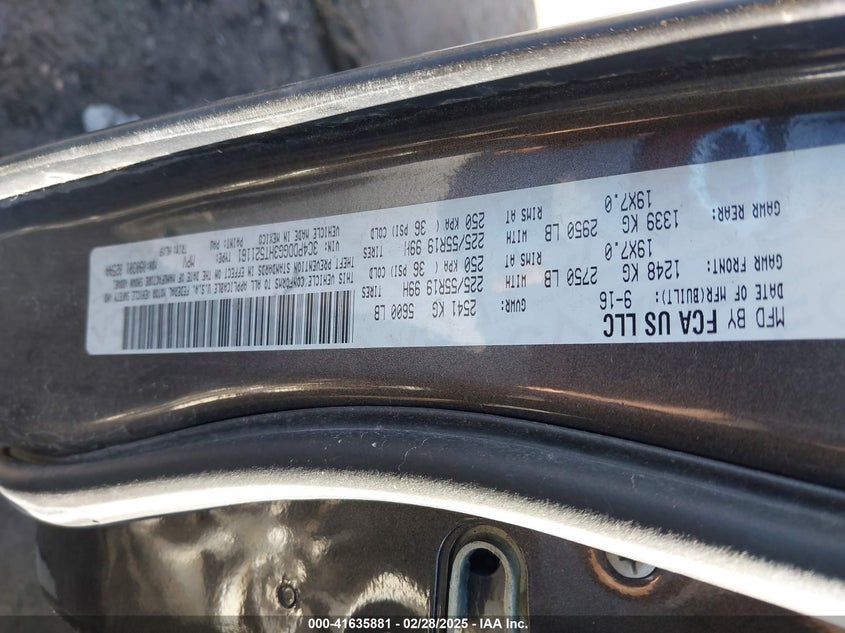 MFD BY FCA US LLC
DATE OF MFR(BUILT): 9-16
GVWR: 2541 KG 5600 LB
GAWR FRONT: 1248 KG 2750 LB WITH 225/55R19 99H TIRES
19X7.0 RIMS AT 250 KPA ( 36 PSI) COLD
GAWR REAR: 1339 KG 2950 LB WITH 225/55R19 99H TIRES
19X7.0 RIMS AT 250 KPA ( 36 PSI) COLD
THIS VEHICLE CONFORMS TO ALL APPLICABLE U.S.A. FEDERAL MOTOR VEHICLE SAFETY AND
THEFT PREVENTION STANDARDS IN EFFECT ON THE DATE OF MANUFACTURE SHOWN ABOVE.
VIN: 3C4PDDGG3HT521161 TYPE: MPV
VEHICLE MADE IN MEXICO PAINT: PAU
000-41635881 - 02/28/2025 - IAA Inc.